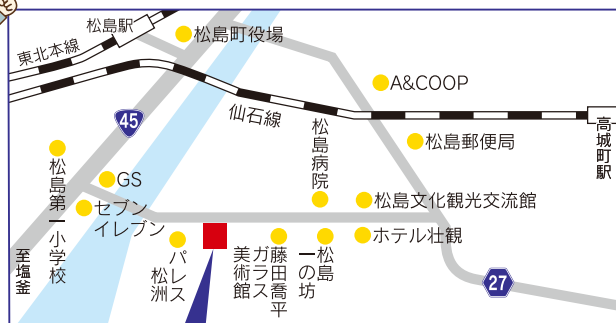 と
松島駅
松島町役場
東北本線
A&COOP
仙石線
45
松島病院
松島郵便局
高城町駅
松島第一小学校
GS
セブン
イレブン
松島文化観光交流館
ホテル壮観
至塩釜
パレス
松洲
藤田喬平
ガラス
美術館
松島
一の坊
27